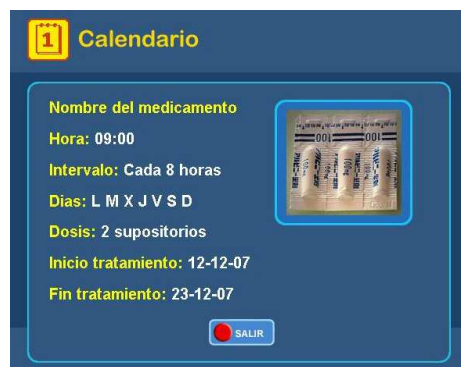 1 Calendario
Nombre del medicamento
Hora: 09:00
Intervalo: Cada 8 horas
Dias: L M X J V S D
Dosis: 2 supositorios
Inicio tratamiento: 12-12-07
Fin tratamiento: 23-12-07
SALIR